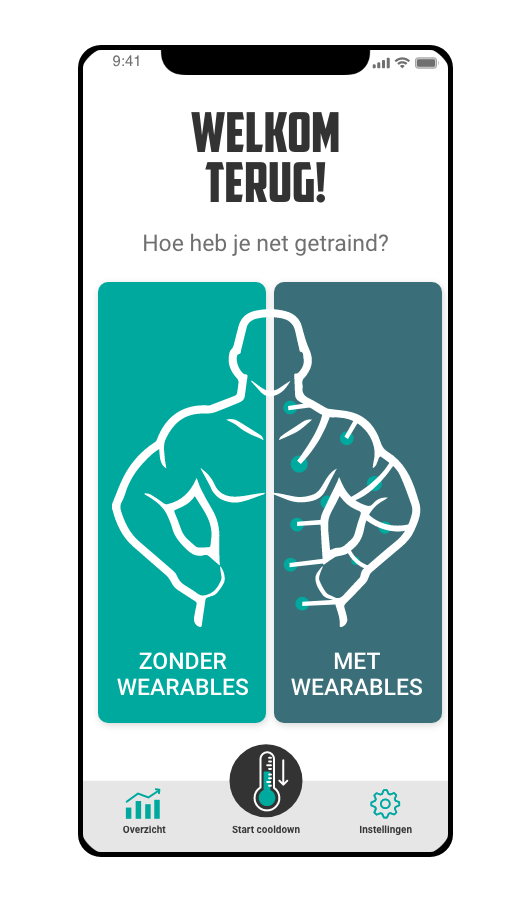 9:41
WELKOM
TERUG!
Hoe heb je net getraind?
ZONDER
WEARABLES
MET
WEARABLES
Overzicht
Start cooldown
Instellingen